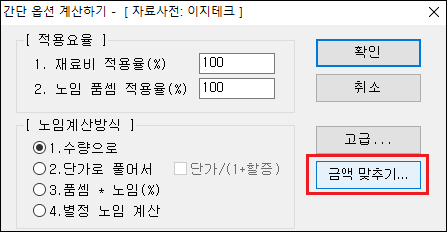 간단 옵션 계산하기 - [ 자료사전: 이지테크 ]
[ 적용요율 ]
1. 재료비 적용율(%) 100
2. 노임 품셈 적용율(%) 100
확인
취소
[ 노임계산방식 ]
1.수량으로
2.단가로 풀어서 단가/(1+할증)
3.품셈 * 노임(%)
4.별정 노임 계산
고급...
금액 맞추기...